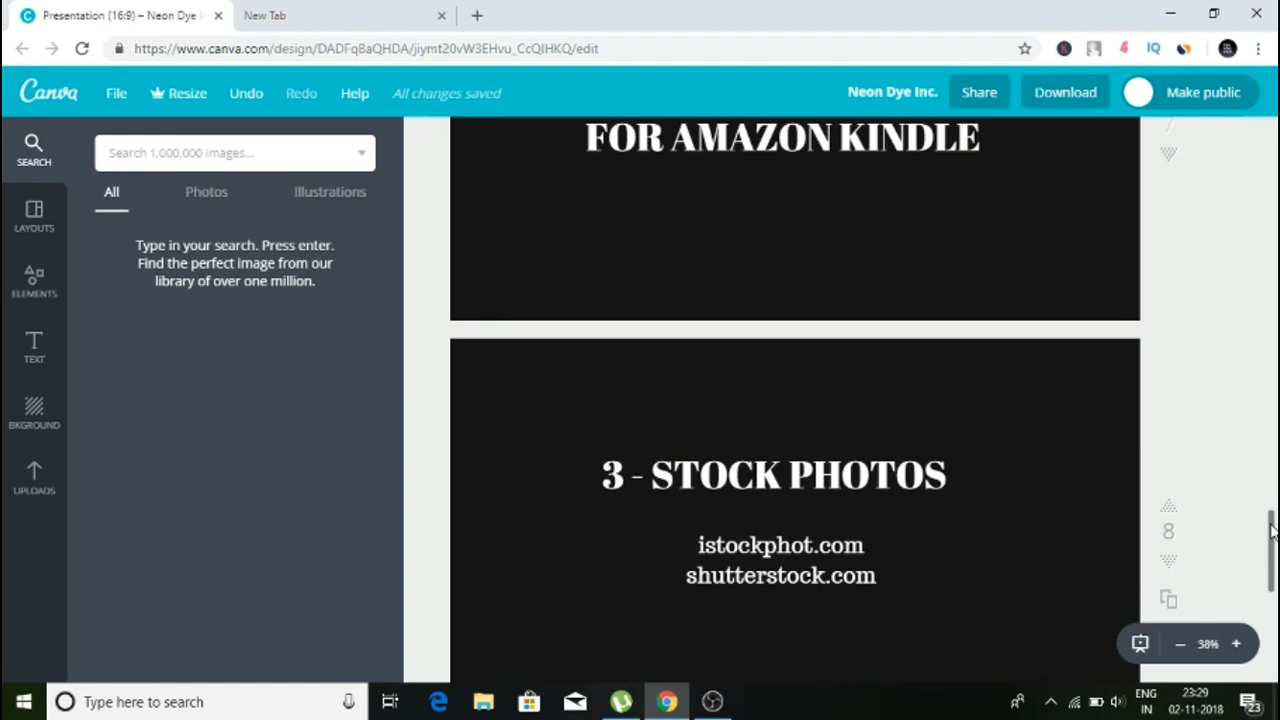 Presentation (16:9) – Neon Dye I
New Tab
https://www.canva.com/design/DADFqBaQHDA/jiymt20vW3EHvu_CcQIHKQ/edit
IQ
Canva
File
Resize
Undo
Redo
Help
All changes saved
Neon Dye Inc.
Share
Download
Make public
SEARCH
LAYOUTS
ELEMENTS
TEXT
BKGROUND
UPLOADS
Search 1,000,000 images...
All
Photos
Illustrations
Type in your search. Press enter.
Find the perfect image from our
library of over one million.
FOR AMAZON KINDLE
7
3 - STOCK PHOTOS
istockphot.com
shutterstock.com
8
38%
Type here to search
ENG
IN
23:29
02-11-2018
23